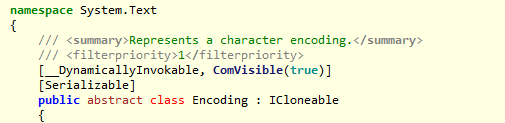 namespace System.Text
{
/// <summary>Represents a character encoding.</summary>
/// <filterpriority>1</filterpriority>
[__DynamicallyInvokable, ComVisible(true)]
[Serializable]
public abstract class Encoding : ICloneable
{